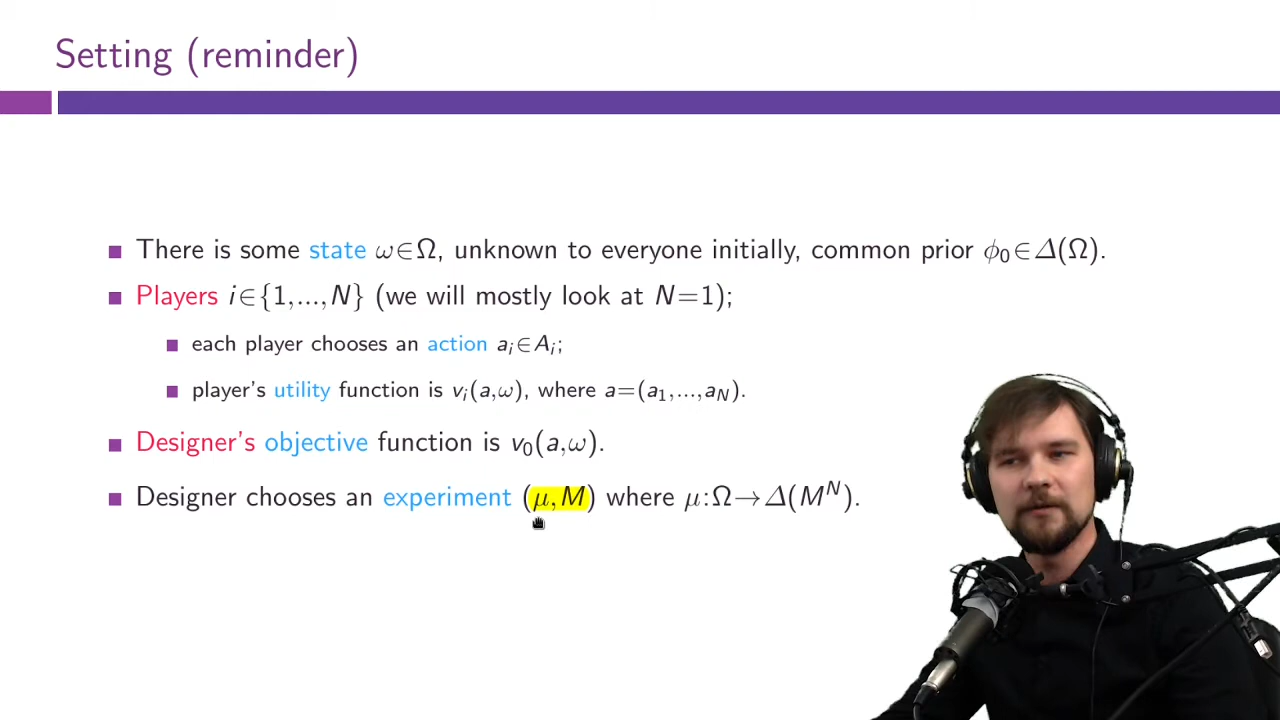 Setting (reminder)
There is some state ω∈Ω, unknown to everyone initially, common prior ϕ₀∈Δ(Ω).
Players i∈{1,...,N} (we will mostly look at N=1);
each player chooses an action aᵢ∈Aᵢ;
player's utility function is vᵢ(a,ω), where a=(a₁,...,a_N).
Designer's objective function is v₀(a,ω).
Designer chooses an experiment (μ,M) where μ:Ω→Δ(Mᴺ).